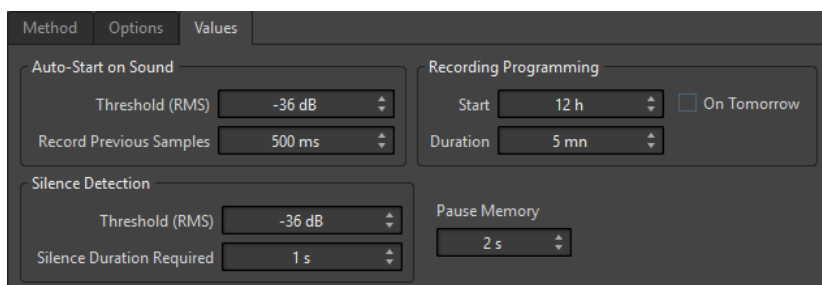 Method Options Values
Auto-Start on Sound
Threshold (RMS) -36 dB
Record Previous Samples 500 ms
Recording Programming
Start 12 h On Tomorrow
Duration 5 mn
Silence Detection
Threshold (RMS) -36 dB
Silence Duration Required 1 s
Pause Memory
2 s